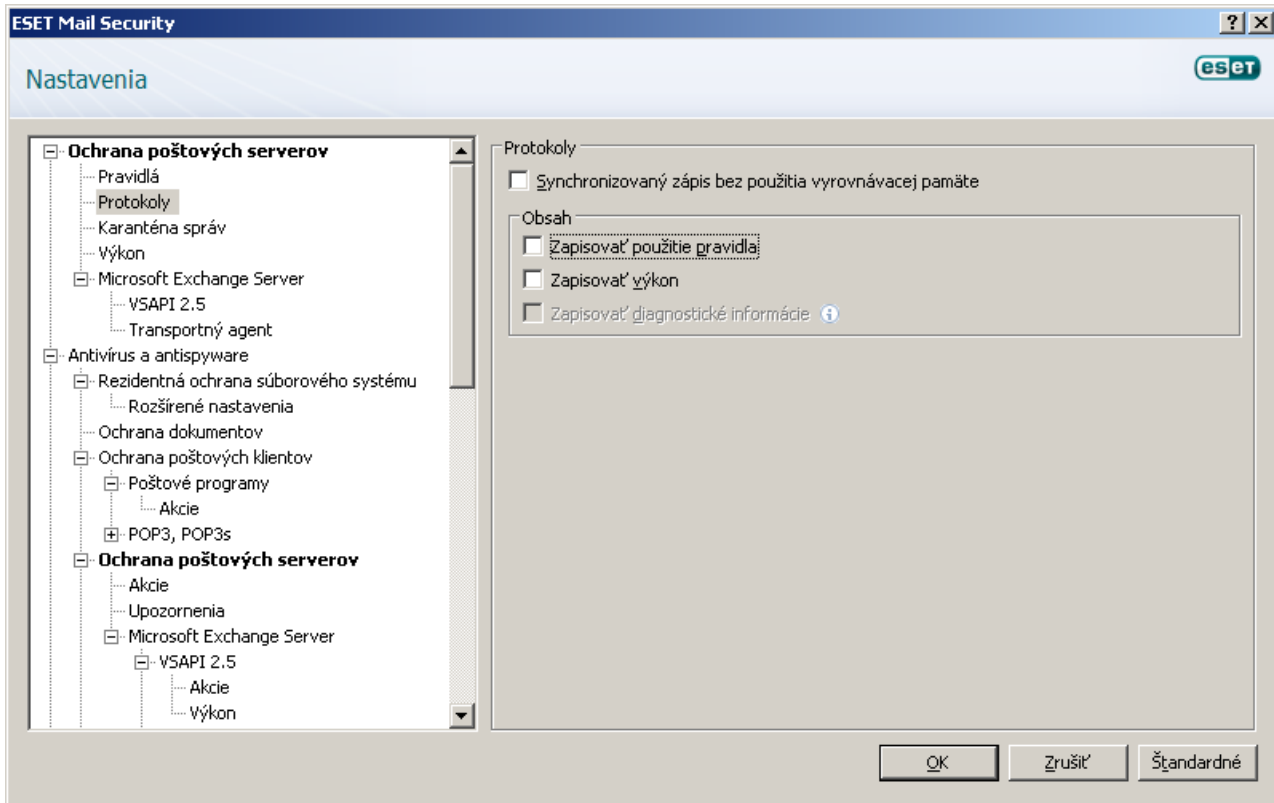 ESET Mail Security
Nastavenia
eseT
Ochrana poštových serverov
Pravidlá
Protokoly
Karanténa správ
Výkon
Microsoft Exchange Server
VSAPI 2.5
Transportný agent
Antivírus a antispyware
Rezidentná ochrana súborového systému
Rozšírené nastavenia
Ochrana dokumentov
Ochrana poštových klientov
Poštové programy
Akcie
POP3, POP3s
Ochrana poštových serverov
Akcie
Upozornenia
Microsoft Exchange Server
VSAPI 2.5
Akcie
Výkon
Protokoly
Synchronizovaný zápis bez použitia vyrovnávacej pamäte
Obsah
Zapisovať použitie pravidla
Zapisovať výkon
Zapisovať diagnostické informácie
OK
Zrušiť
Štandardné